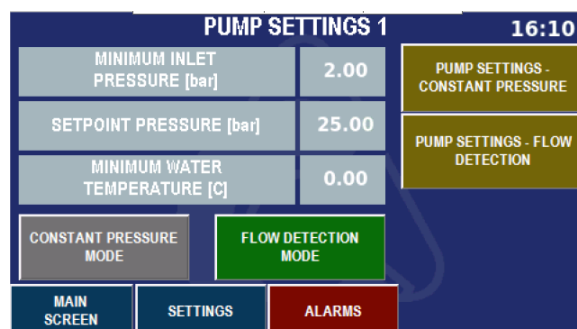 PUMP SETTINGS 1
16:10
MINIMUM INLET
PRESSURE [bar]
2.00
SETPOINT PRESSURE [bar]
25.00
MINIMUM WATER
TEMPERATURE [C]
0.00
PUMP SETTINGS -
CONSTANT PRESSURE
PUMP SETTINGS - FLOW
DETECTION
CONSTANT PRESSURE
MODE
FLOW DETECTION
MODE
MAIN
SCREEN
SETTINGS
ALARMS